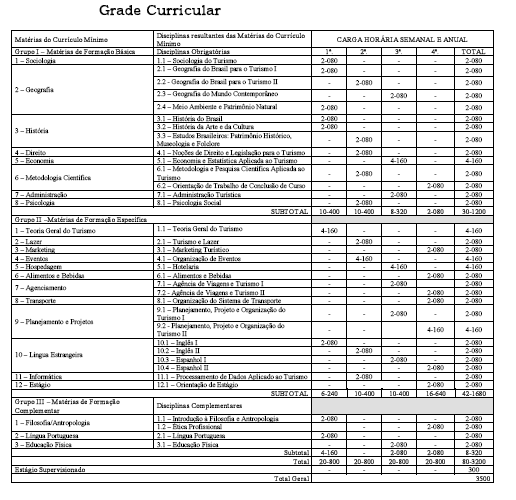 Grade Curricular
Matérias do Currículo Mínimo Disciplinas resultantes das Matérias do Currículo Mínimo CARGA HORÁRIA SEMANAL E ANUAL
Grupo I – Matérias de Formação Básica Disciplinas Obrigatórias 1ª. 2ª. 3ª. 4ª. TOTAL
1 – Sociologia 1.1 – Sociologia do Turismo 2-080 - - - 2-080
2 – Geografia 2.1 – Geografia do Brasil para o Turismo I 2-080 - - - 2-080
2.2 - Geografia do Brasil para o Turismo II - 2-080 - - 2-080
2.3 – Geografia do Mundo Contemporâneo - - 2-080 - 2-080
2.4 – Meio Ambiente e Patrimônio Natural 2-080 - - - 2-080
3 – História 3.1 – História do Brasil 2-080 - - - 2-080
3.2 – História da Arte e da Cultura 2-080 - - - 2-080
3.3 – Estudos Brasileiros: Patrimônio Histórico, Museologia e Folclore - 2-080 - - 2-080
4 – Direito 4.1 – Noções de Direito e Legislação para o Turismo - 2-080 - - 2-080
5 – Economia 5.1 – Economia e Estatística Aplicada ao Turismo - - 4-160 - 4-160
6 – Metodologia Científica 6.1 – Metodologia e Pesquisa Científica Aplicada ao Turismo - 2-080 - - 2-080
6.2 – Orientação de Trabalho de Conclusão de Curso - - - 2-080 2-080
7 – Administração 7.1 – Administração Turística - - 2-080 - 2-080
8 – Psicologia 8.1 – Psicologia Social - 2-080 - - 2-080
SUBTOTAL 10-400 10-400 8-320 2-080 30-1200
Grupo II –Matérias de Formação Específica
1 – Teoria Geral do Turismo 1.1 – Teoria Geral do Turismo 4-160 - - - 4-160
2 – Lazer 2.1 – Turismo e Lazer - 2-080 - - 2-080
3 – Marketing 3.1 – Marketing Turístico - - - 2-080 2-080
4 – Eventos 4.1 – Organização de Eventos - 4-160 - - 4-160
5 – Hospedagem 5.1 – Hotelaria - - 4-160 - 4-160
6 – Alimentos e Bebidas 6.1 – Alimentos e Bebidas - - - 2-080 2-080
7 – Agenciamento 7.1 – Agência de Viagens e Turismo I - - 2-080 - 2-080
7.2 - Agência de Viagens e Turismo II - - - 2-080 2-080
8 – Transporte 8.1 – Organização do Sistema de Transporte - - - 2-080 2-080
9 – Planejamento e Projetos 9.1 – Planejamento, Projeto e Organização do Turismo I - - 2-080 - 2-080
9.2 - Planejamento, Projeto e Organização do Turismo II - - - 4-160 4-160
10 – Língua Estrangeira 10.1 – Inglês I 2-080 - - - 2-080
10.2 – Inglês II - 2-080 - - 2-080
10.3 – Espanhol I - - 2-080 - 2-080
10.4 – Espanhol II - - - 2-080 2-080
11 – Informática 11.1 – Processamento de Dados Aplicado ao Turismo - 2-080 - - 2-080
12 – Estágio 12.1 – Orientação de Estágio - - - 2-080 2-080
SUBTOTAL 6-240 10-400 10-400 16-640 42-1680
Grupo III – Matérias de Formação Complementar Disciplinas Complementares
1 – Filosofia/Antropologia 1.1 – Introdução à Filosofia e Antropologia 2-080 - - - 2-080
1.2 – Ética Profissional - - - 2-080 2-080
2 – Língua Portuguesa 2.1 – Língua Portuguesa 2-080 - - - 2-080
3 – Educação Física 3.1 – Educação Física - - 2-080 - 2-080
Subtotal 4-160 - 2-080 2-080 8-320
Total 20-800 20-800 20-800 20-800 80-3200
Estágio Supervisionado - - - - 300
Total Geral 3500